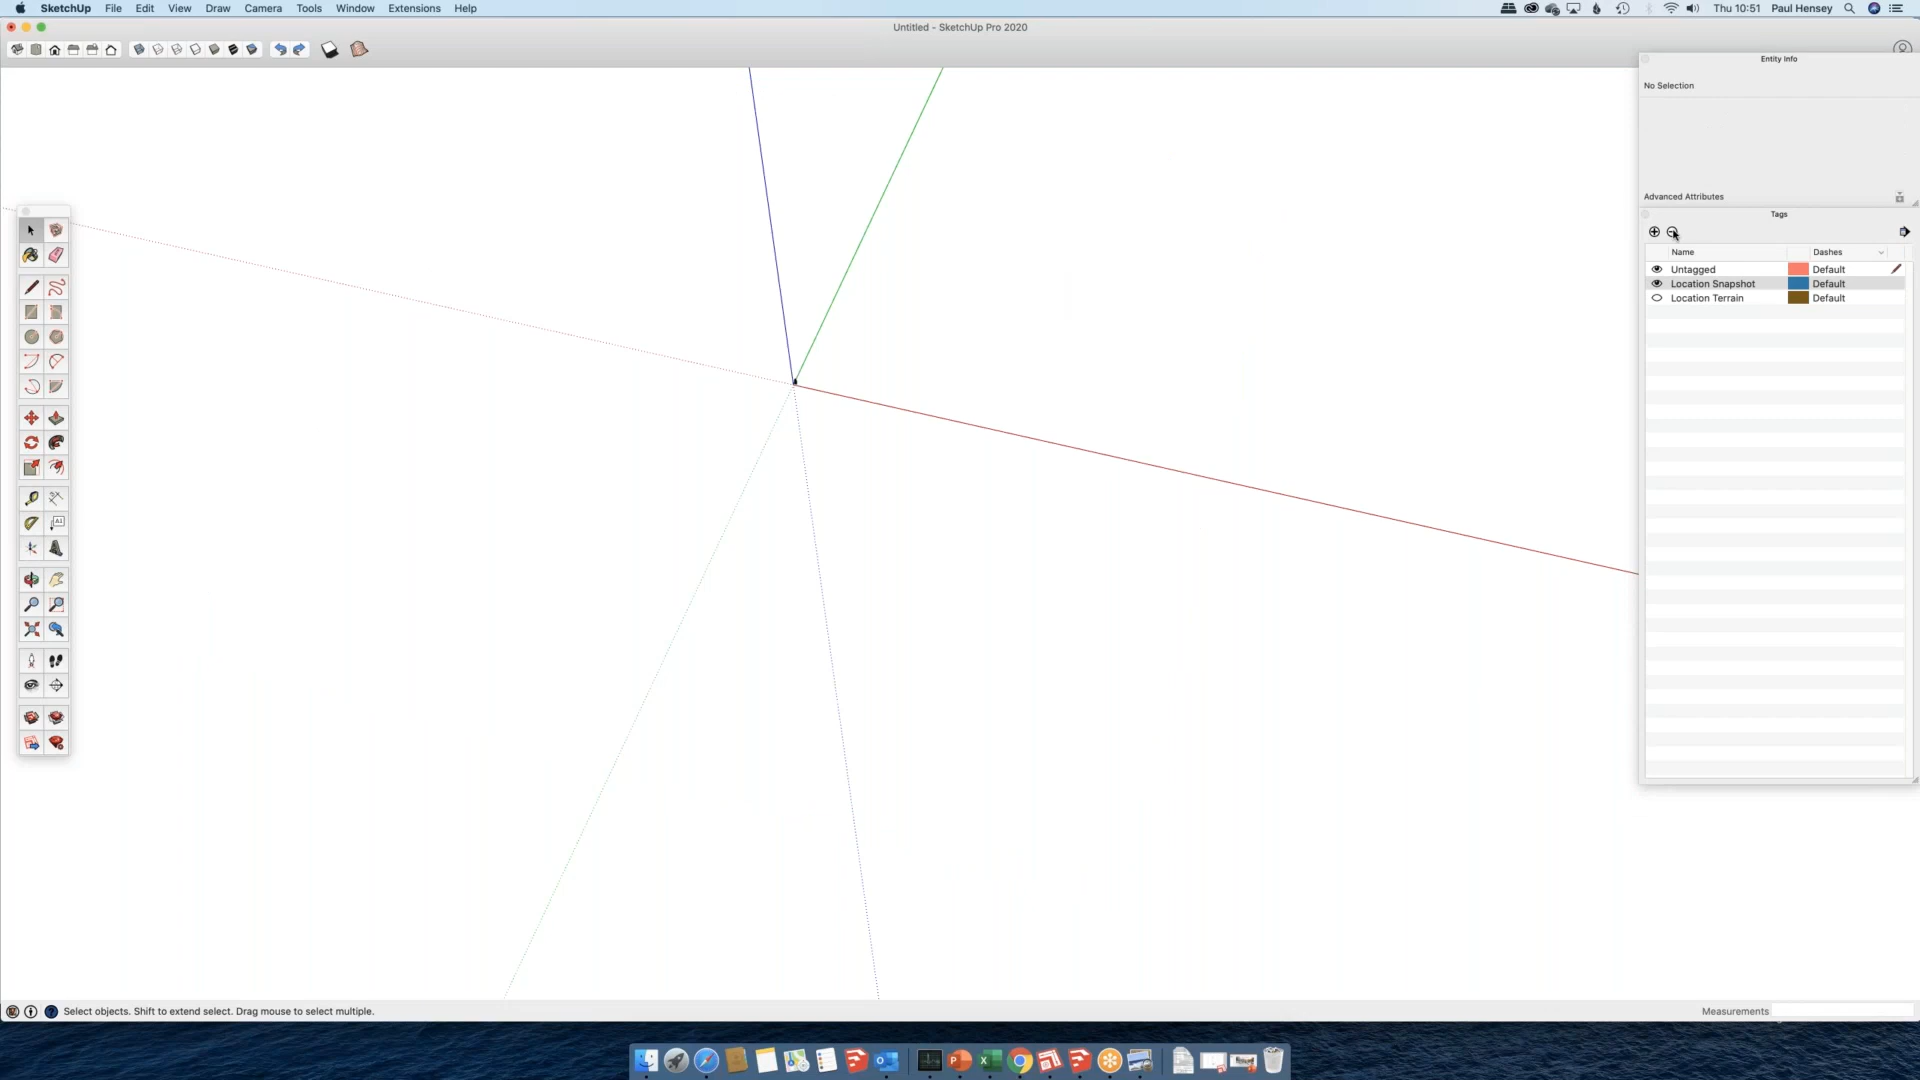 SketchUp File Edit View Draw Camera Tools Window Extensions Help Thu 10:51 Paul Hensey
Untitled - SketchUp Pro 2020
Entity Info
No Selection
Advanced Attributes
Tags
Name Dashes
Untagged Default
Location Snapshot Default
Location Terrain Default
Select objects. Shift to extend select. Drag mouse to select multiple. Measurements